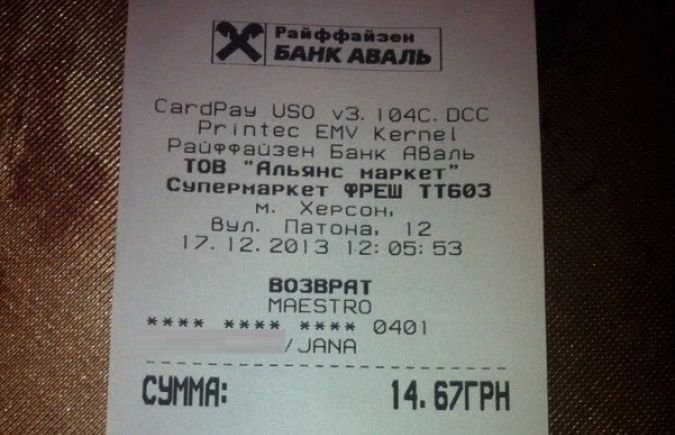 Райффайзен
БАНК АВАЛЬ
CardPay USO v3.104C.DCC
Printec EMV Kernel
Райффайзен Банк Аваль
ТОВ "Альянс маркет"
Супермаркет ФРЕШ ТТ603
м. Херсон,
Вул. Патона, 12
17.12.2013 12:05:53
ВОЗВРАТ
MAESTRO
**** **** **** 0401
/JANA
СУММА: 14.67ГРН